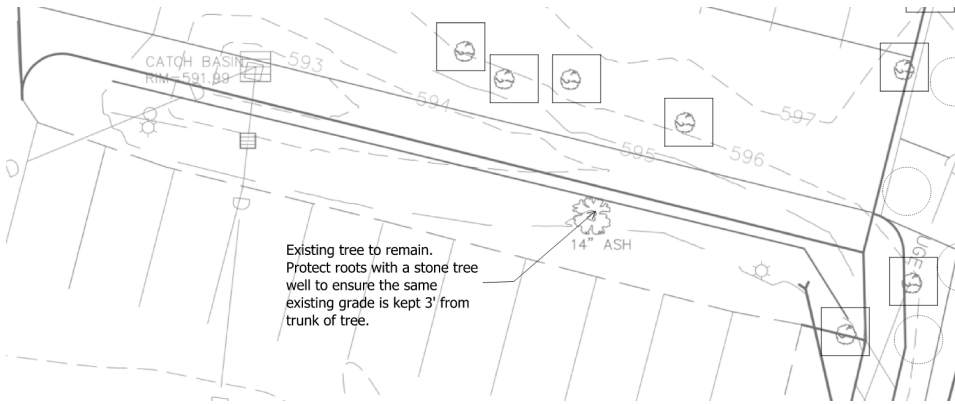 CATCH BASIN
RIM=591.99
593
594
595
596
597
14" ASH
Existing tree to remain.
Protect roots with a stone tree
well to ensure the same
existing grade is kept 3' from
trunk of tree.
UGE